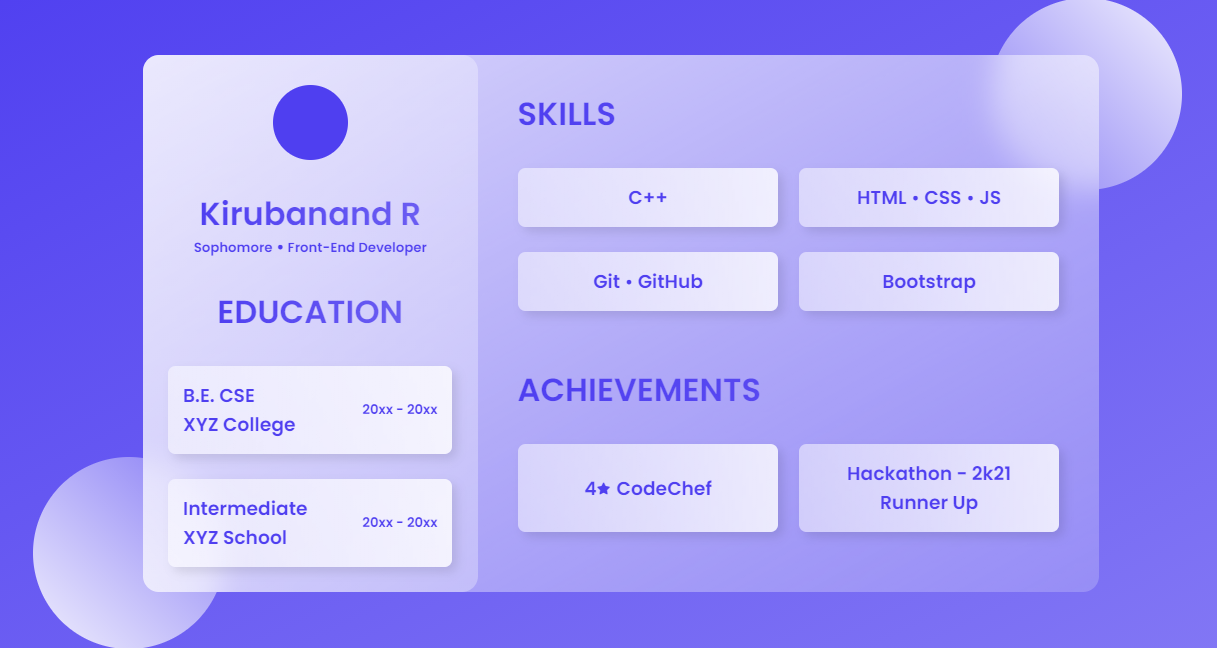 Kirubanand R
Sophomore • Front-End Developer
EDUCATION
B.E. CSE
XYZ College
20xx - 20xx
Intermediate
XYZ School
20xx - 20xx
SKILLS
C++
HTML • CSS • JS
Git • GitHub
Bootstrap
ACHIEVEMENTS
4★ CodeChef
Hackathon - 2k21
Runner Up